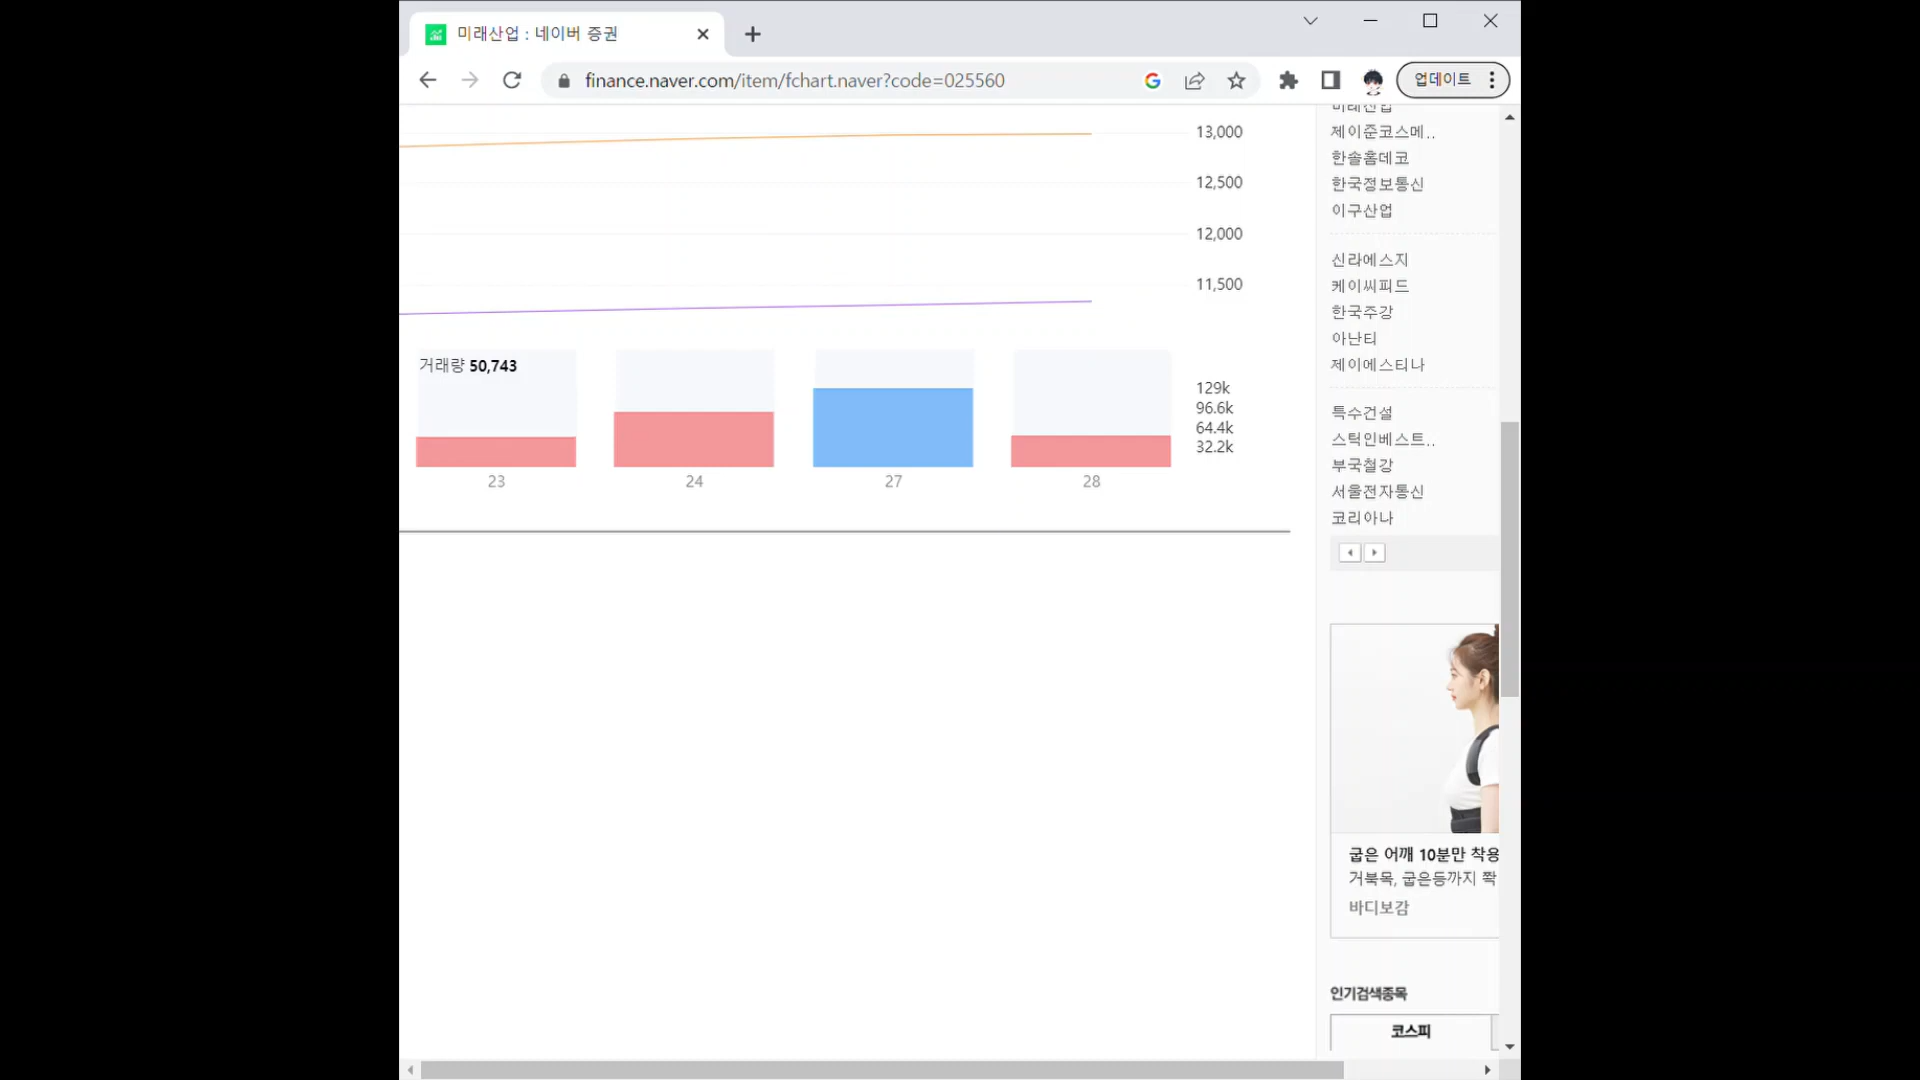 미래산업 : 네이버 증권
finance.naver.com/item/fchart.naver?code=025560
업데이트
13,000
12,500
12,000
11,500
거래량 50,743
129k
96.6k
64.4k
32.2k
23
24
27
28
미래산업
제이준코스메..
한솔홈데코
한국정보통신
이구산업
신라에스지
케이씨피드
한국주강
아난티
제이에스티나
특수건설
스틱인베스트..
부국철강
서울전자통신
코리아나
굽은 어깨 10분만 착용
거북목, 굽은등까지 쫙
바디보감
인기검색종목
코스피